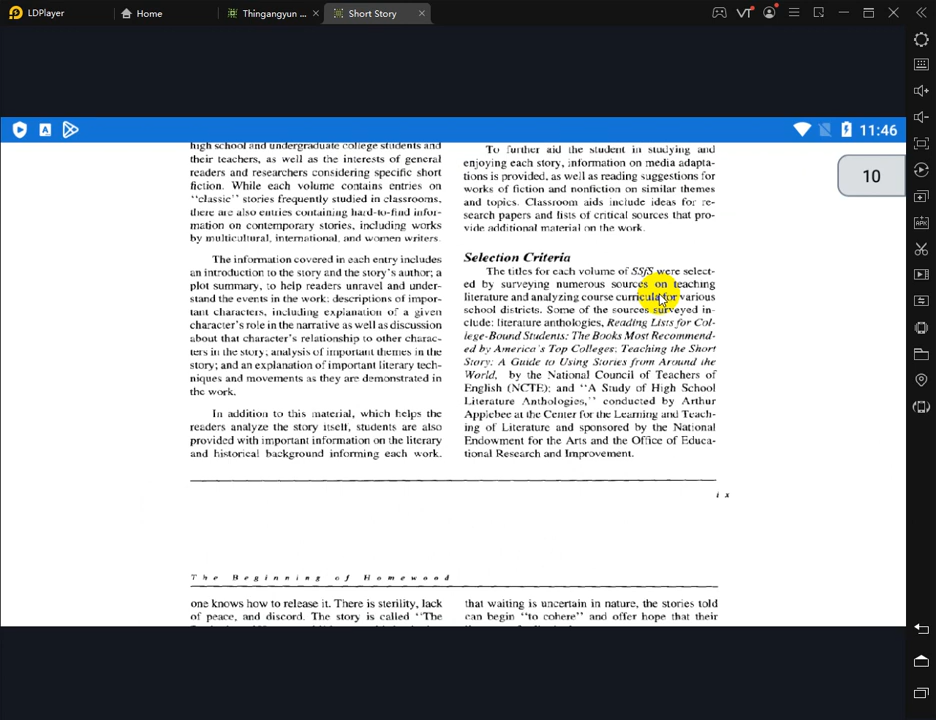 LDPlayer
Home
Thingangyun ...
Short Story
11:46
10
high school and undergraduate college students and
their teachers, as well as the interests of general
readers and researchers considering specific short
fiction. While each volume contains entries on
“classic” stories frequently studied in classrooms,
there are also entries containing hard-to-find infor-
mation on contemporary stories, including works
by multicultural, international, and women writers.
The information covered in each entry includes
an introduction to the story and the story's author; a
plot summary, to help readers unravel and under-
stand the events in the work; descriptions of impor-
tant characters, including explanation of a given
character's role in the narrative as well as discussion
about that character's relationship to other charac-
ters in the story; analysis of important themes in the
story; and an explanation of important literary tech-
niques and movements as they are demonstrated in
the work.
In addition to this material, which helps the
readers analyze the story itself, students are also
provided with important information on the literary
and historical background informing each work.
To further aid the student in studying and
enjoying each story, information on media adapta-
tions is provided, as well as reading suggestions for
works of fiction and nonfiction on similar themes
and topics. Classroom aids include ideas for re-
search papers and lists of critical sources that pro-
vide additional material on the work.
Selection Criteria
The titles for each volume of SSfS were select-
ed by surveying numerous sources on teaching
literature and analyzing course curricula for various
school districts. Some of the sources surveyed in-
clude: literature anthologies, Reading Lists for Col-
lege-Bound Students: The Books Most Recommend-
ed by America's Top Colleges; Teaching the Short
Story: A Guide to Using Stories from Around the
World, by the National Council of Teachers of
English (NCTE); and “A Study of High School
Literature Anthologies,” conducted by Arthur
Applebee at the Center for the Learning and Teach-
ing of Literature and sponsored by the National
Endowment for the Arts and the Office of Educa-
tional Research and Improvement.
ix
The Beginning of Homewood
one knows how to release it. There is sterility, lack
of peace, and discord. The story is called “The
that waiting is uncertain in nature, the stories told
can begin “to cohere” and offer hope that their